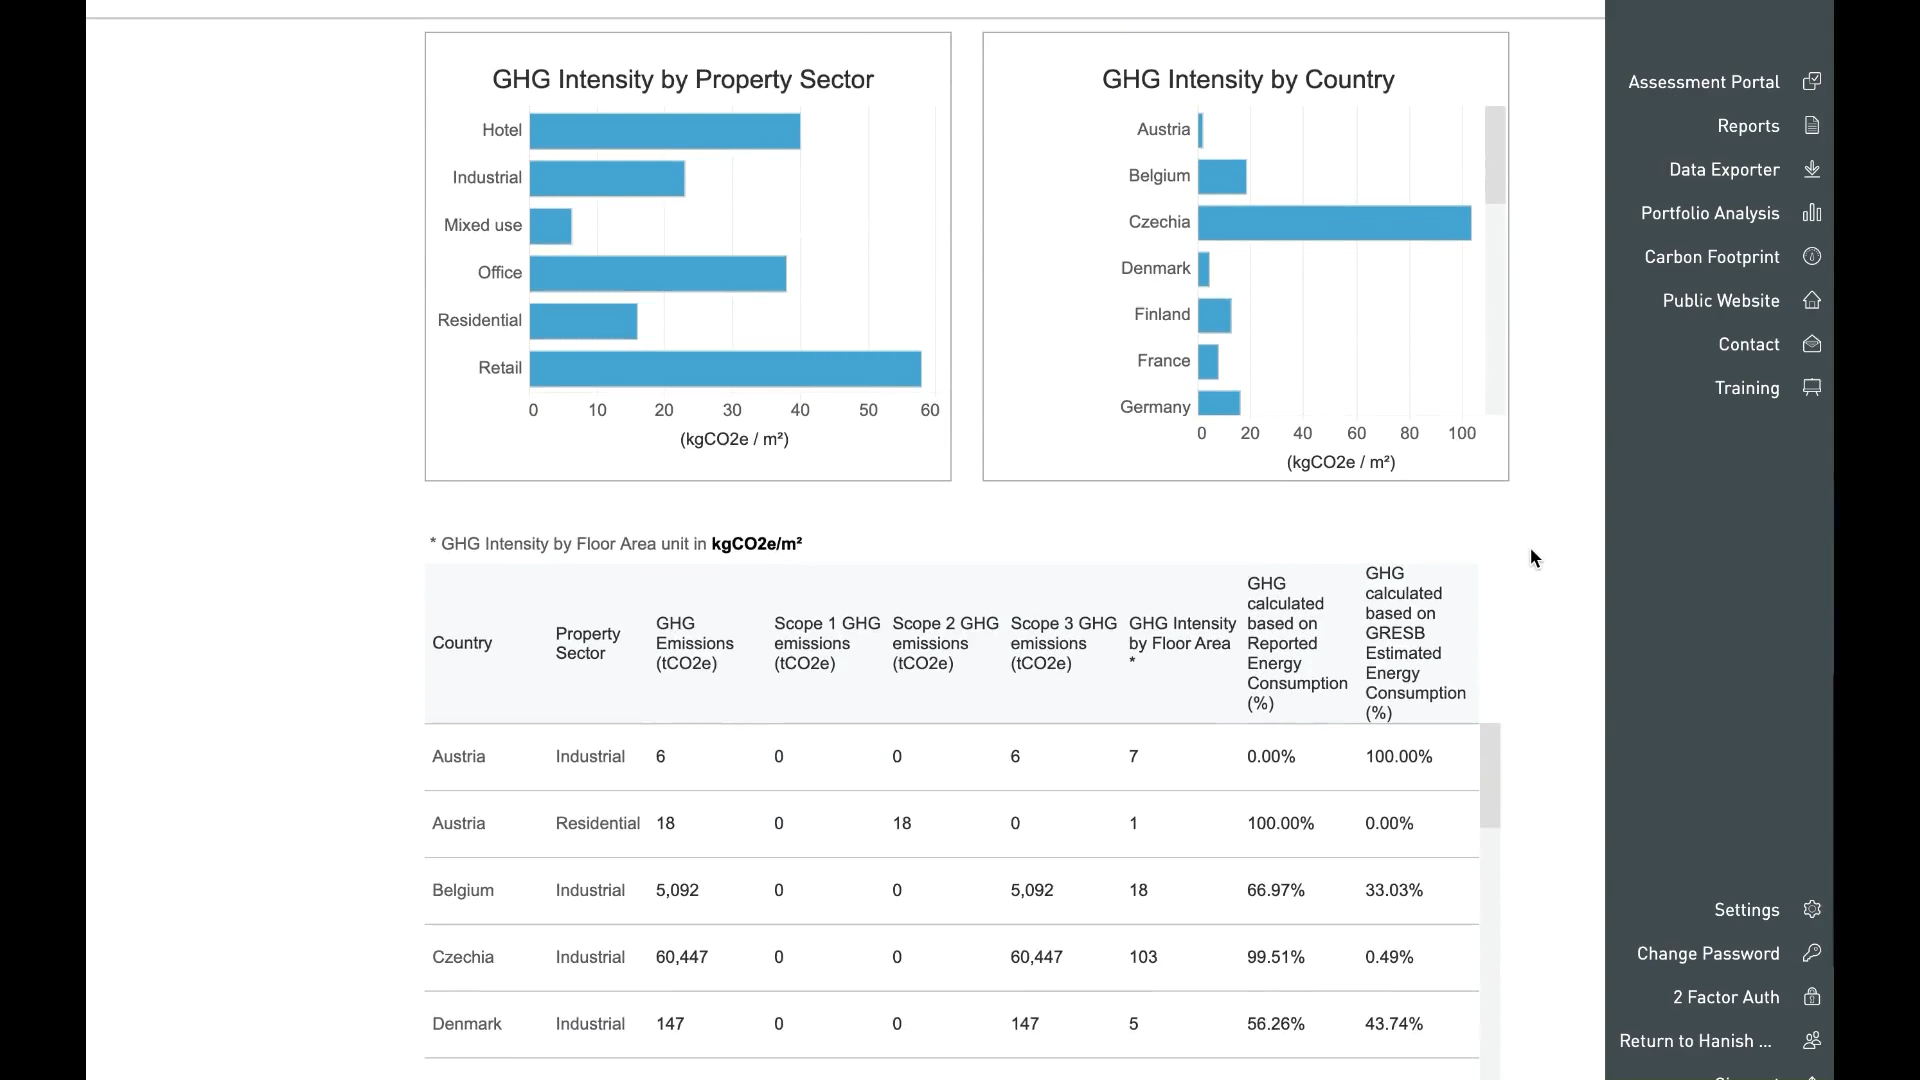 GHG Intensity by Property Sector
Hotel
Industrial
Mixed use
Office
Residential
Retail
0 10 20 30 40 50 60
(kgCO2e / m²)
GHG Intensity by Country
Austria
Belgium
Czechia
Denmark
Finland
France
Germany
0 20 40 60 80 100
(kgCO2e / m²)
* GHG Intensity by Floor Area unit in kgCO2e/m²
Country
Property
Sector
GHG
Emissions
(tCO2e)
Scope 1 GHG
emissions
(tCO2e)
Scope 2 GHG
emissions
(tCO2e)
Scope 3 GHG
emissions
(tCO2e)
GHG Intensity
by Floor Area
*
GHG
calculated
based on
Reported
Energy
Consumption
(%)
GHG
calculated
based on
GRESB
Estimated
Energy
Consumption
(%)
Austria Industrial 6 0 0 6 7 0.00% 100.00%
Austria Residential 18 0 18 0 1 100.00% 0.00%
Belgium Industrial 5,092 0 0 5,092 18 66.97% 33.03%
Czechia Industrial 60,447 0 0 60,447 103 99.51% 0.49%
Denmark Industrial 147 0 0 147 5 56.26% 43.74%
Assessment Portal
Reports
Data Exporter
Portfolio Analysis
Carbon Footprint
Public Website
Contact
Training
Settings
Change Password
2 Factor Auth
Return to Hanish ...